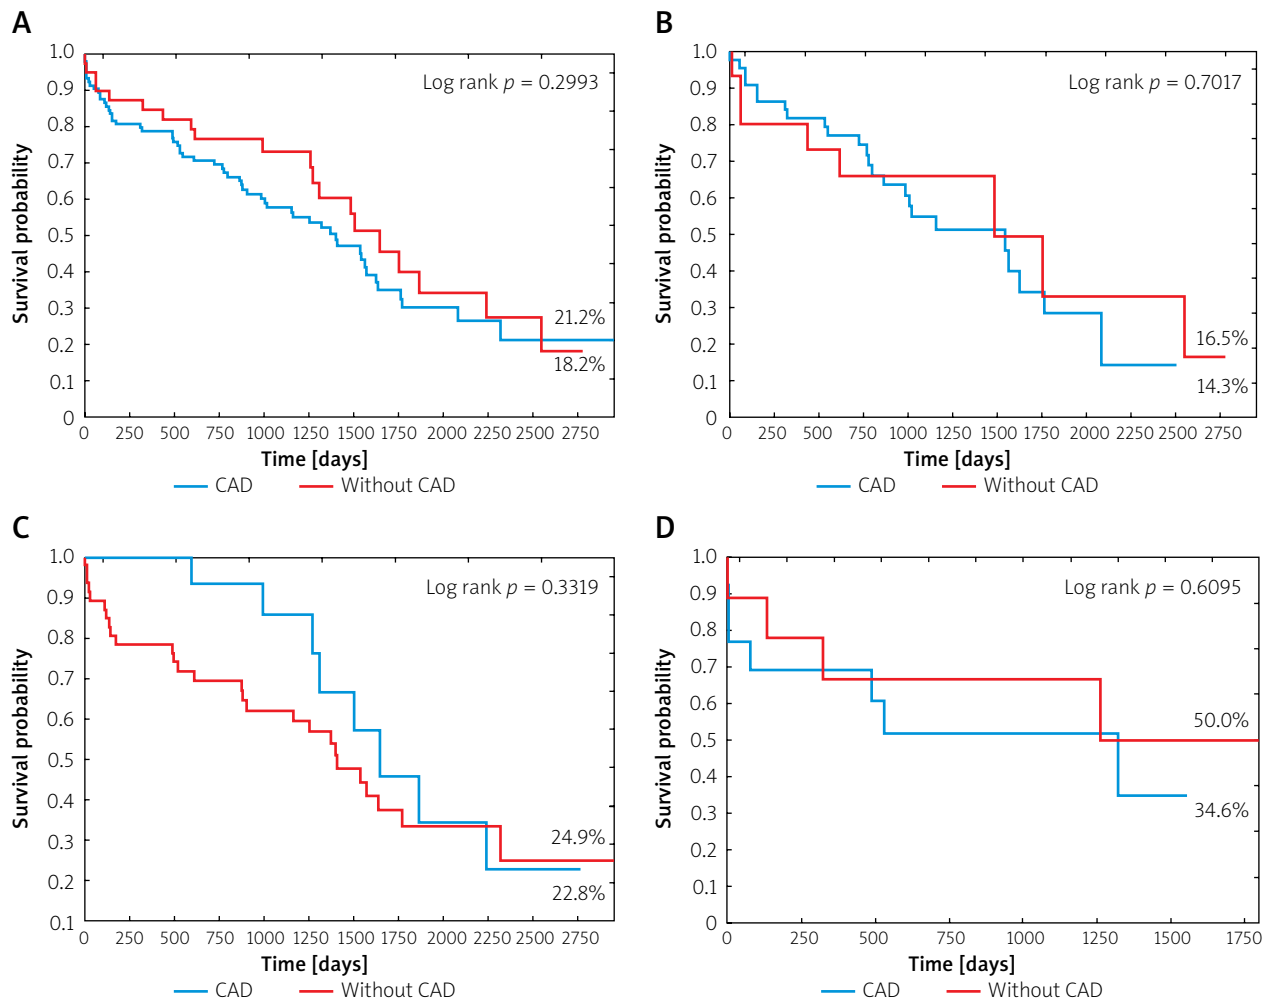 A
Survival probability
1.0
0.9
0.8
0.7
0.6
0.5
0.4
0.3
0.2
0.1
0
Log rank p = 0.2993
21.2%
18.2%
0 250 500 750 1000 1250 1500 1750 2000 2250 2500 2750
Time [days]
CAD Without CAD
B
Survival probability
1.0
0.9
0.8
0.7
0.6
0.5
0.4
0.3
0.2
0.1
0
Log rank p = 0.7017
16.5%
14.3%
0 250 500 750 1000 1250 1500 1750 2000 2250 2500 2750
Time [days]
CAD Without CAD
C
Survival probability
1.0
0.9
0.8
0.7
0.6
0.5
0.4
0.3
0.2
0.1
Log rank p = 0.3319
24.9%
22.8%
0 250 500 750 1000 1250 1500 1750 2000 2250 2500 2750
Time [days]
CAD Without CAD
D
Survival probability
1.0
0.9
0.8
0.7
0.6
0.5
0.4
0.3
0.2
0.1
0
Log rank p = 0.6095
50.0%
34.6%
0 250 500 750 1000 1250 1500 1750
Time [days]
CAD Without CAD